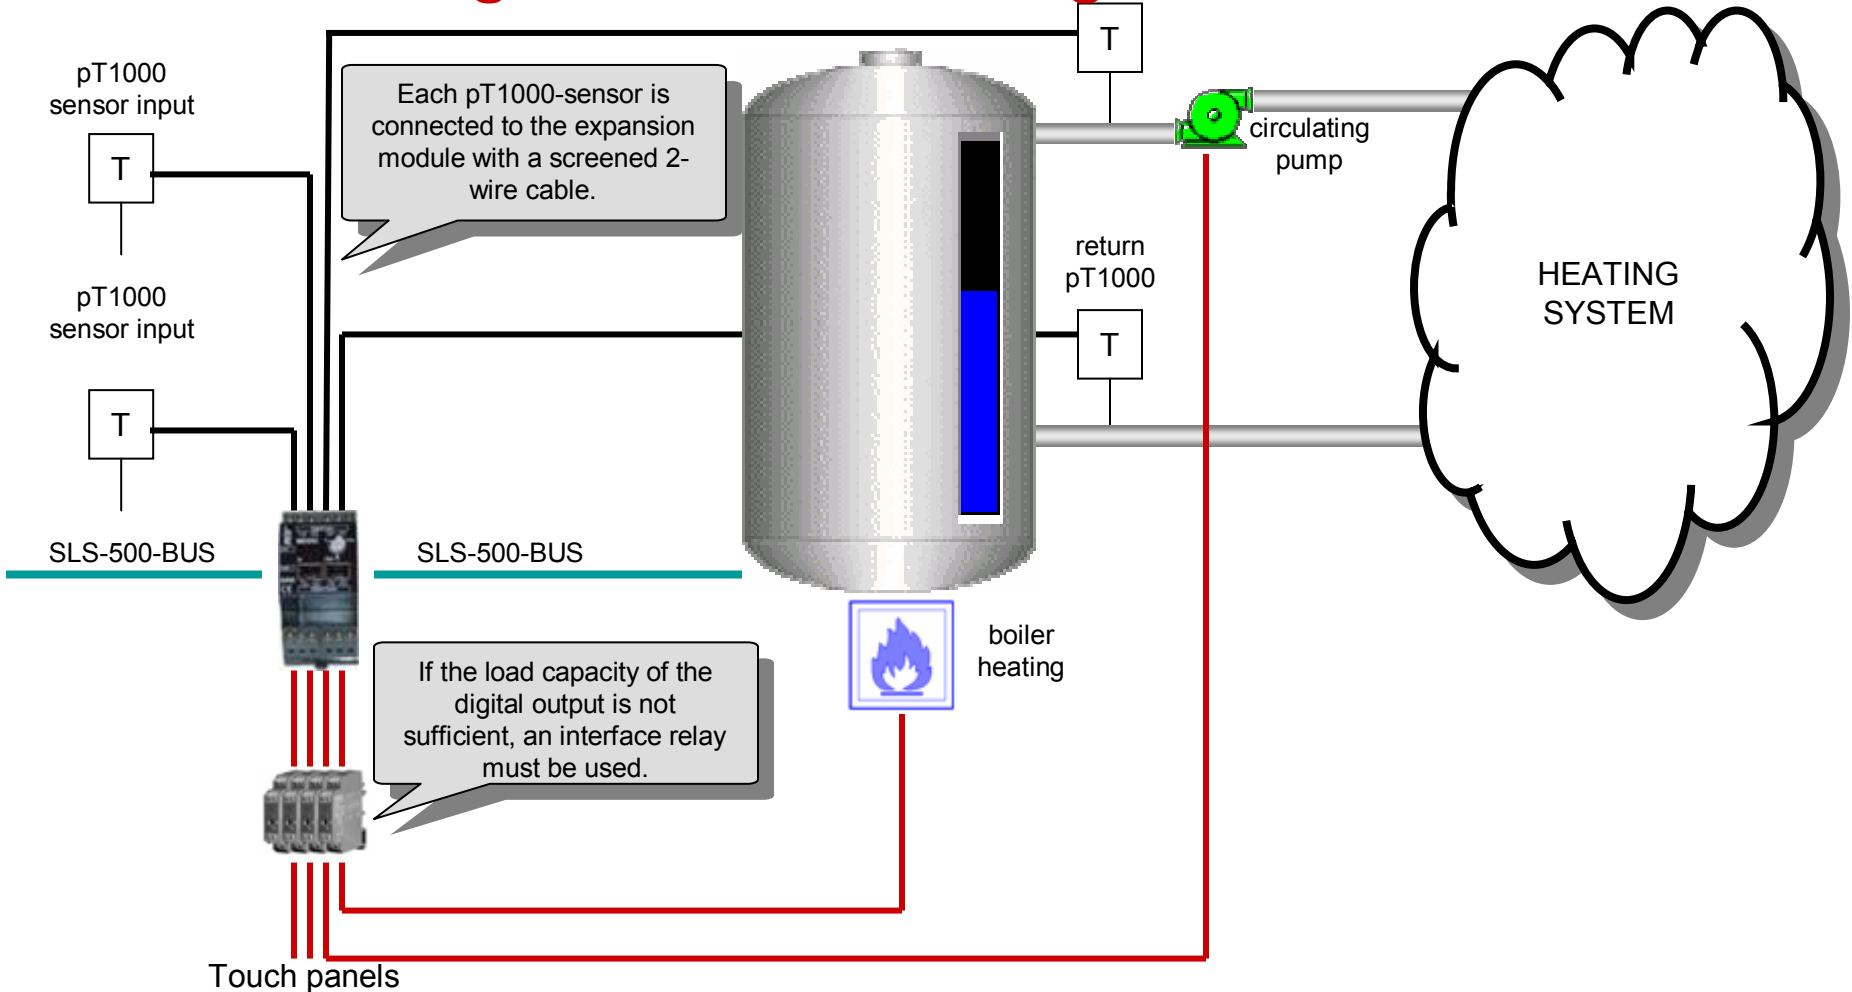 pT1000
sensor input
T
Each pT1000-sensor is
connected to the expansion
module with a screened 2-
wire cable.
T
circulating
pump
pT1000
sensor input
T
return
pT1000
T
HEATING
SYSTEM
SLS-500-BUS
SLS-500-BUS
boiler
heating
If the load capacity of the
digital output is not
sufficient, an interface relay
must be used.
Touch panels